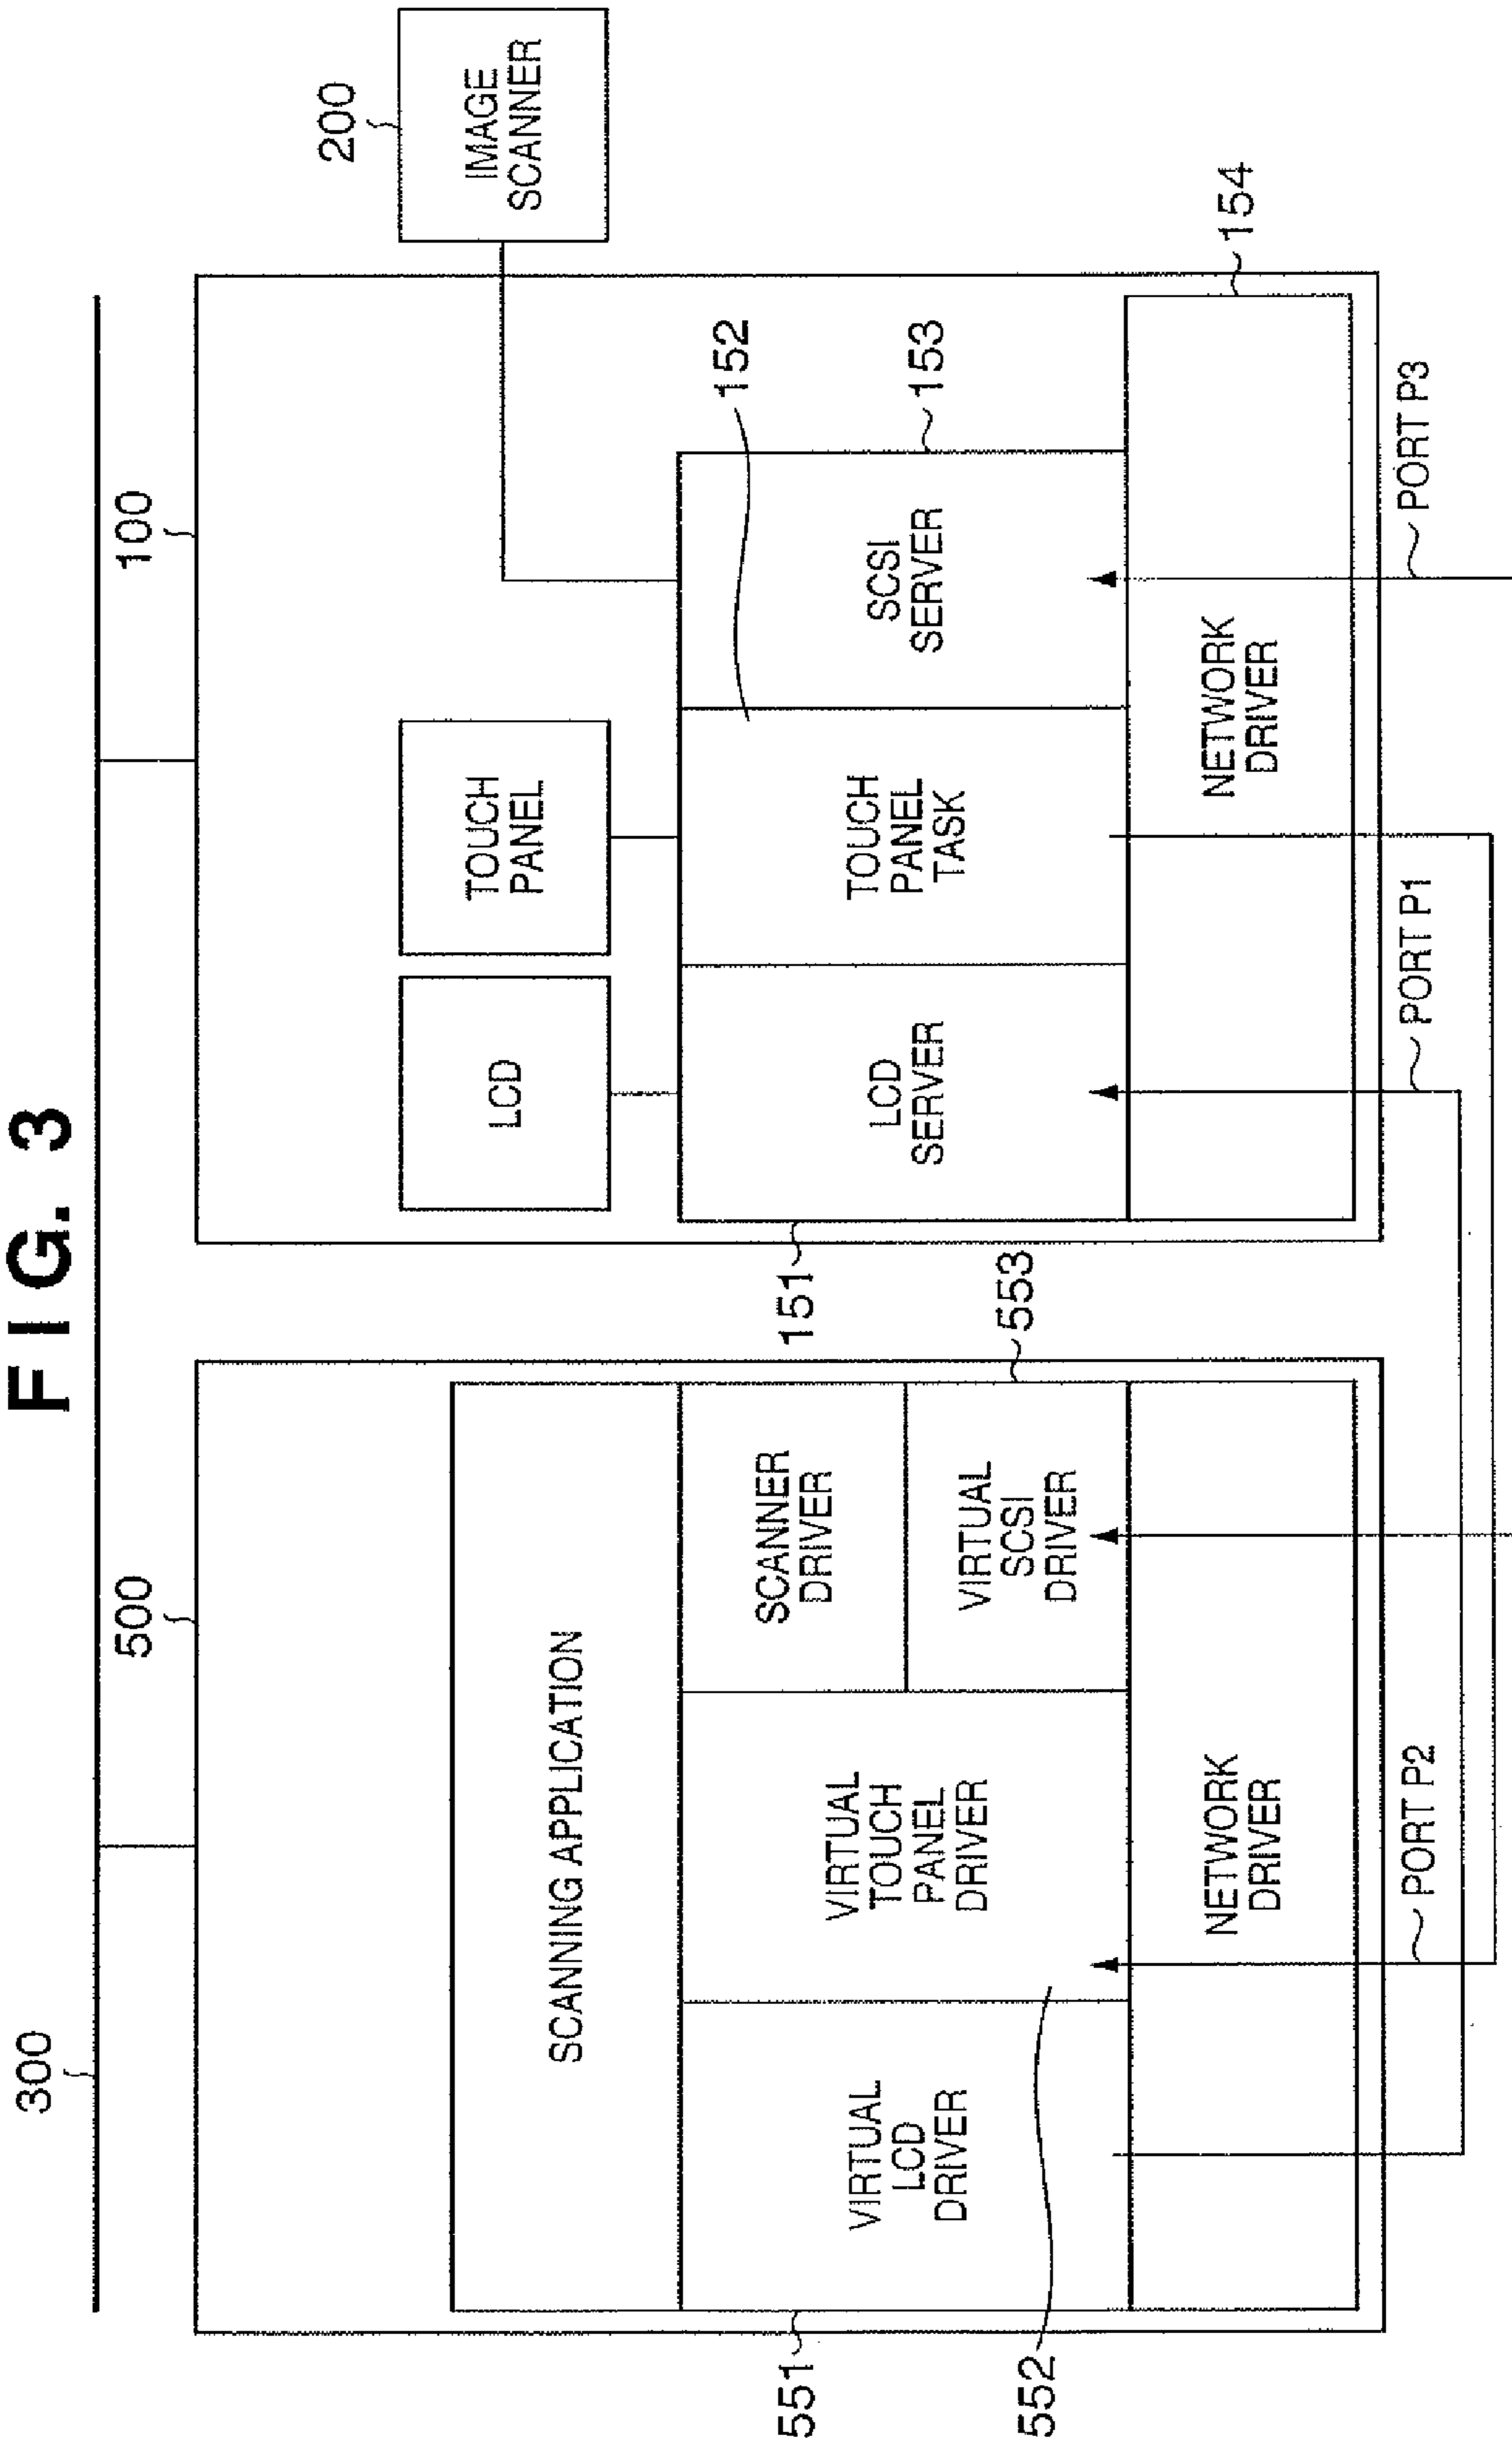 FIG. 3
300
500
100
200
IMAGE
SCANNER
SCANNING APPLICATION
LCD
TOUCH
PANEL
VIRTUAL
LCD
DRIVER
VIRTUAL
TOUCH
PANEL
DRIVER
SCANNER
DRIVER
VIRTUAL
SCSI
DRIVER
LCD
SERVER
TOUCH
PANEL
TASK
SCSI
SERVER
551
552
553
151
152
153
154
NETWORK
DRIVER
NETWORK
DRIVER
PORT P2
PORT P1
PORT P3